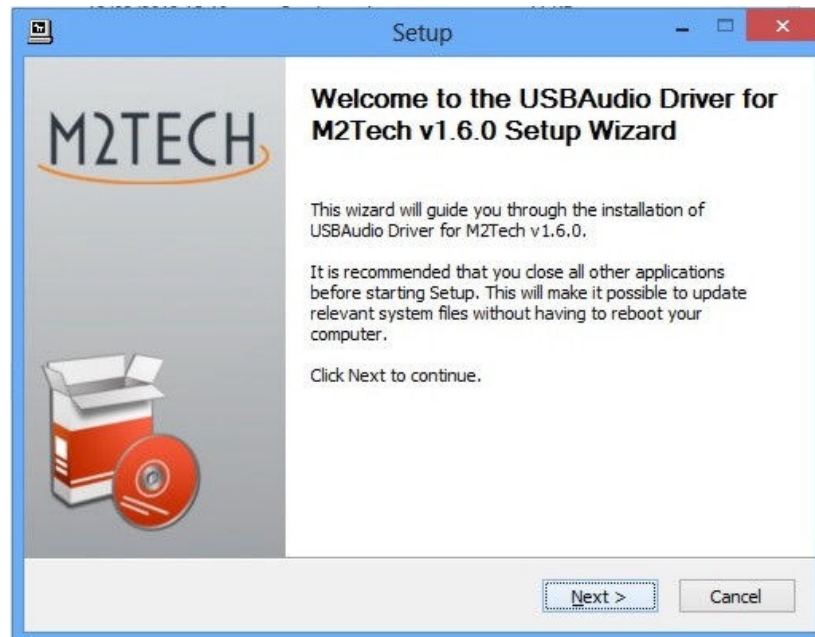 Setup
M2TECH
Welcome to the USBAudio Driver for
M2Tech v1.6.0 Setup Wizard
This wizard will guide you through the installation of
USBAudio Driver for M2Tech v1.6.0.
It is recommended that you close all other applications
before starting Setup. This will make it possible to update
relevant system files without having to reboot your
computer.
Click Next to continue.
Next >
Cancel